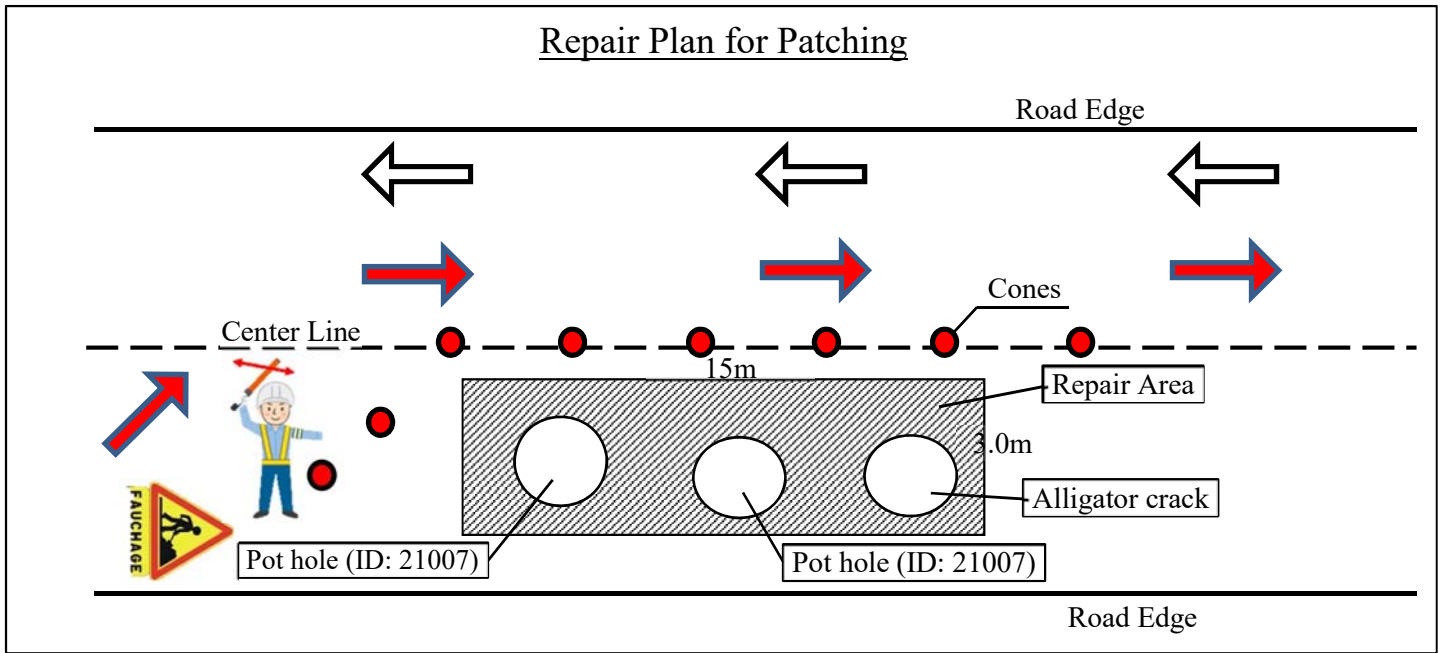 Repair Plan for Patching
Road Edge
Cones
Center Line
15m
Repair Area
3.0m
Alligator crack
FAUCHAGE
Pot hole (ID: 21007)
Pot hole (ID: 21007)
Road Edge